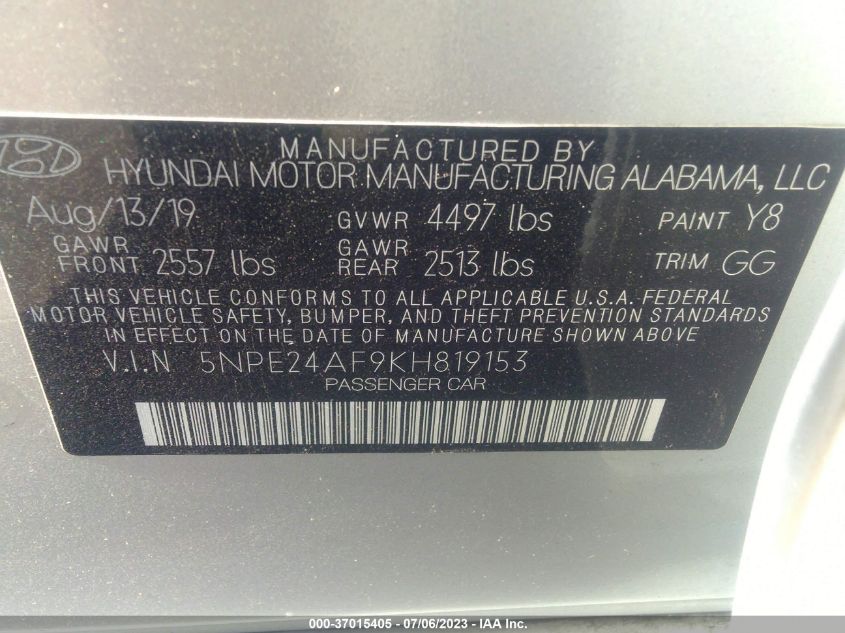 MANUFACTURED BY
HYUNDAI MOTOR MANUFACTURING ALABAMA, LLC
Aug/13/19 GVWR 4497 lbs PAINT Y8
GAWR FRONT 2557 lbs GAWR REAR 2513 lbs TRIM GG
THIS VEHICLE CONFORMS TO ALL APPLICABLE U.S.A. FEDERAL
MOTOR VEHICLE SAFETY, BUMPER, AND THEFT PREVENTION STANDARDS
IN EFFECT ON THE DATE OF MANUFACTURE SHOWN ABOVE
V.I.N 5NPE24AF9KH819153
PASSENGER CAR
000-37015405 - 07/06/2023 - IAA Inc.